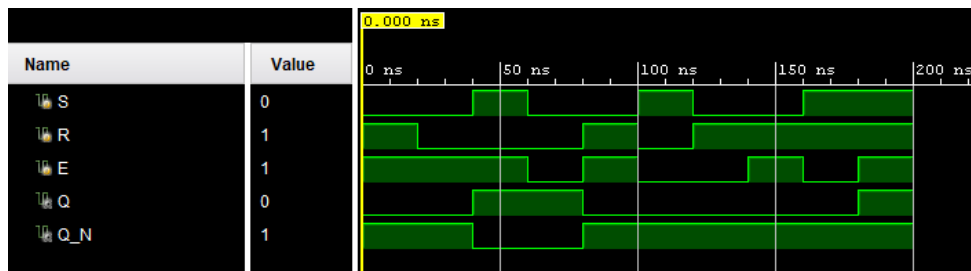 0.000 ns
Name Value
0 ns 50 ns 100 ns 150 ns 200 ns
S 0
R 1
E 1
Q 0
Q_N 1